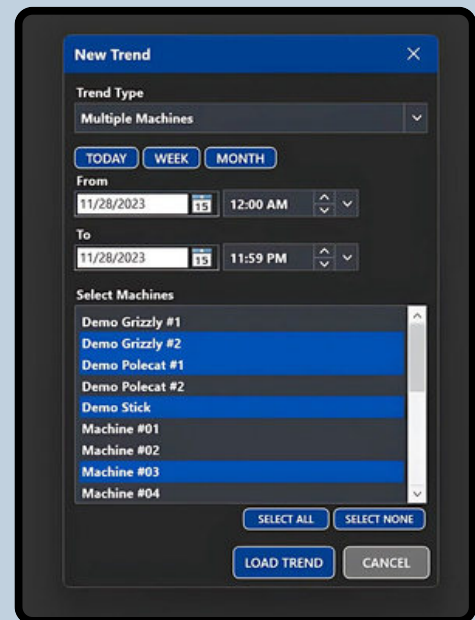 New Trend
Trend Type
Multiple Machines
TODAY WEEK MONTH
From
11/28/2023 15 12:00 AM
To
11/28/2023 15 11:59 PM
Select Machines
Demo Grizzly #1
Demo Grizzly #2
Demo Polecat #1
Demo Polecat #2
Demo Stick
Machine #01
Machine #02
Machine #03
Machine #04
SELECT ALL SELECT NONE
LOAD TREND CANCEL